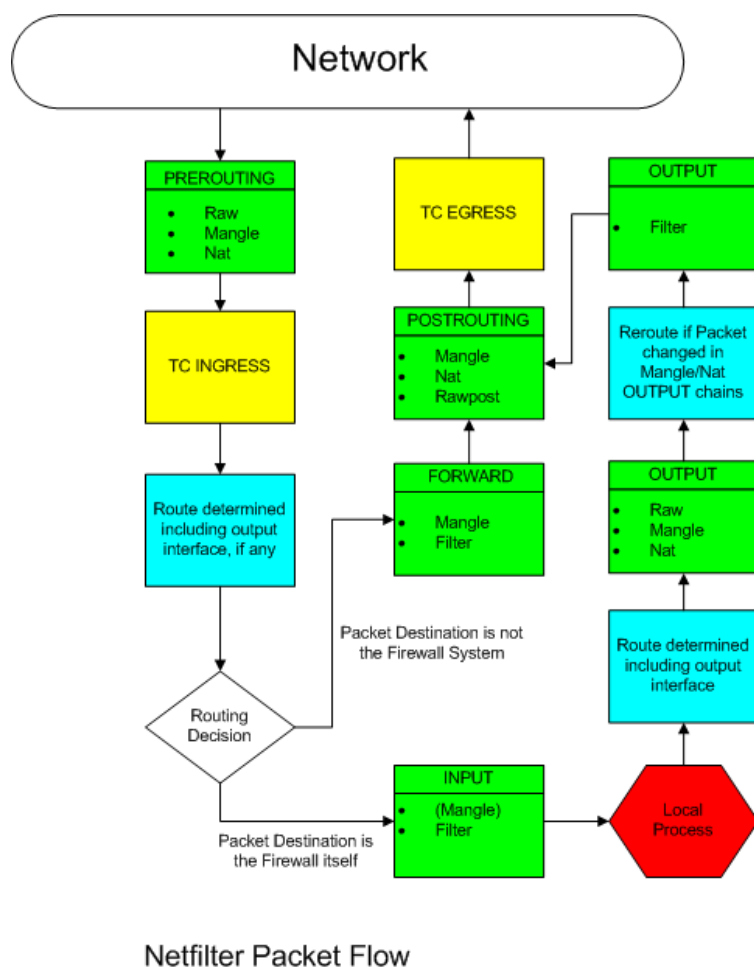 Network
PREROUTING
• Raw
• Mangle
• Nat
TC INGRESS
Route determined
including output
interface, if any
Routing
Decision
Packet Destination is not
the Firewall System
Packet Destination is
the Firewall itself
TC EGRESS
POSTROUTING
• Mangle
• Nat
• Rawpost
FORWARD
• Mangle
• Filter
INPUT
• (Mangle)
• Filter
OUTPUT
• Filter
Reroute if Packet
changed in
Mangle/Nat
OUTPUT chains
OUTPUT
• Raw
• Mangle
• Nat
Route determined
including output
interface
Local
Process
Netfilter Packet Flow